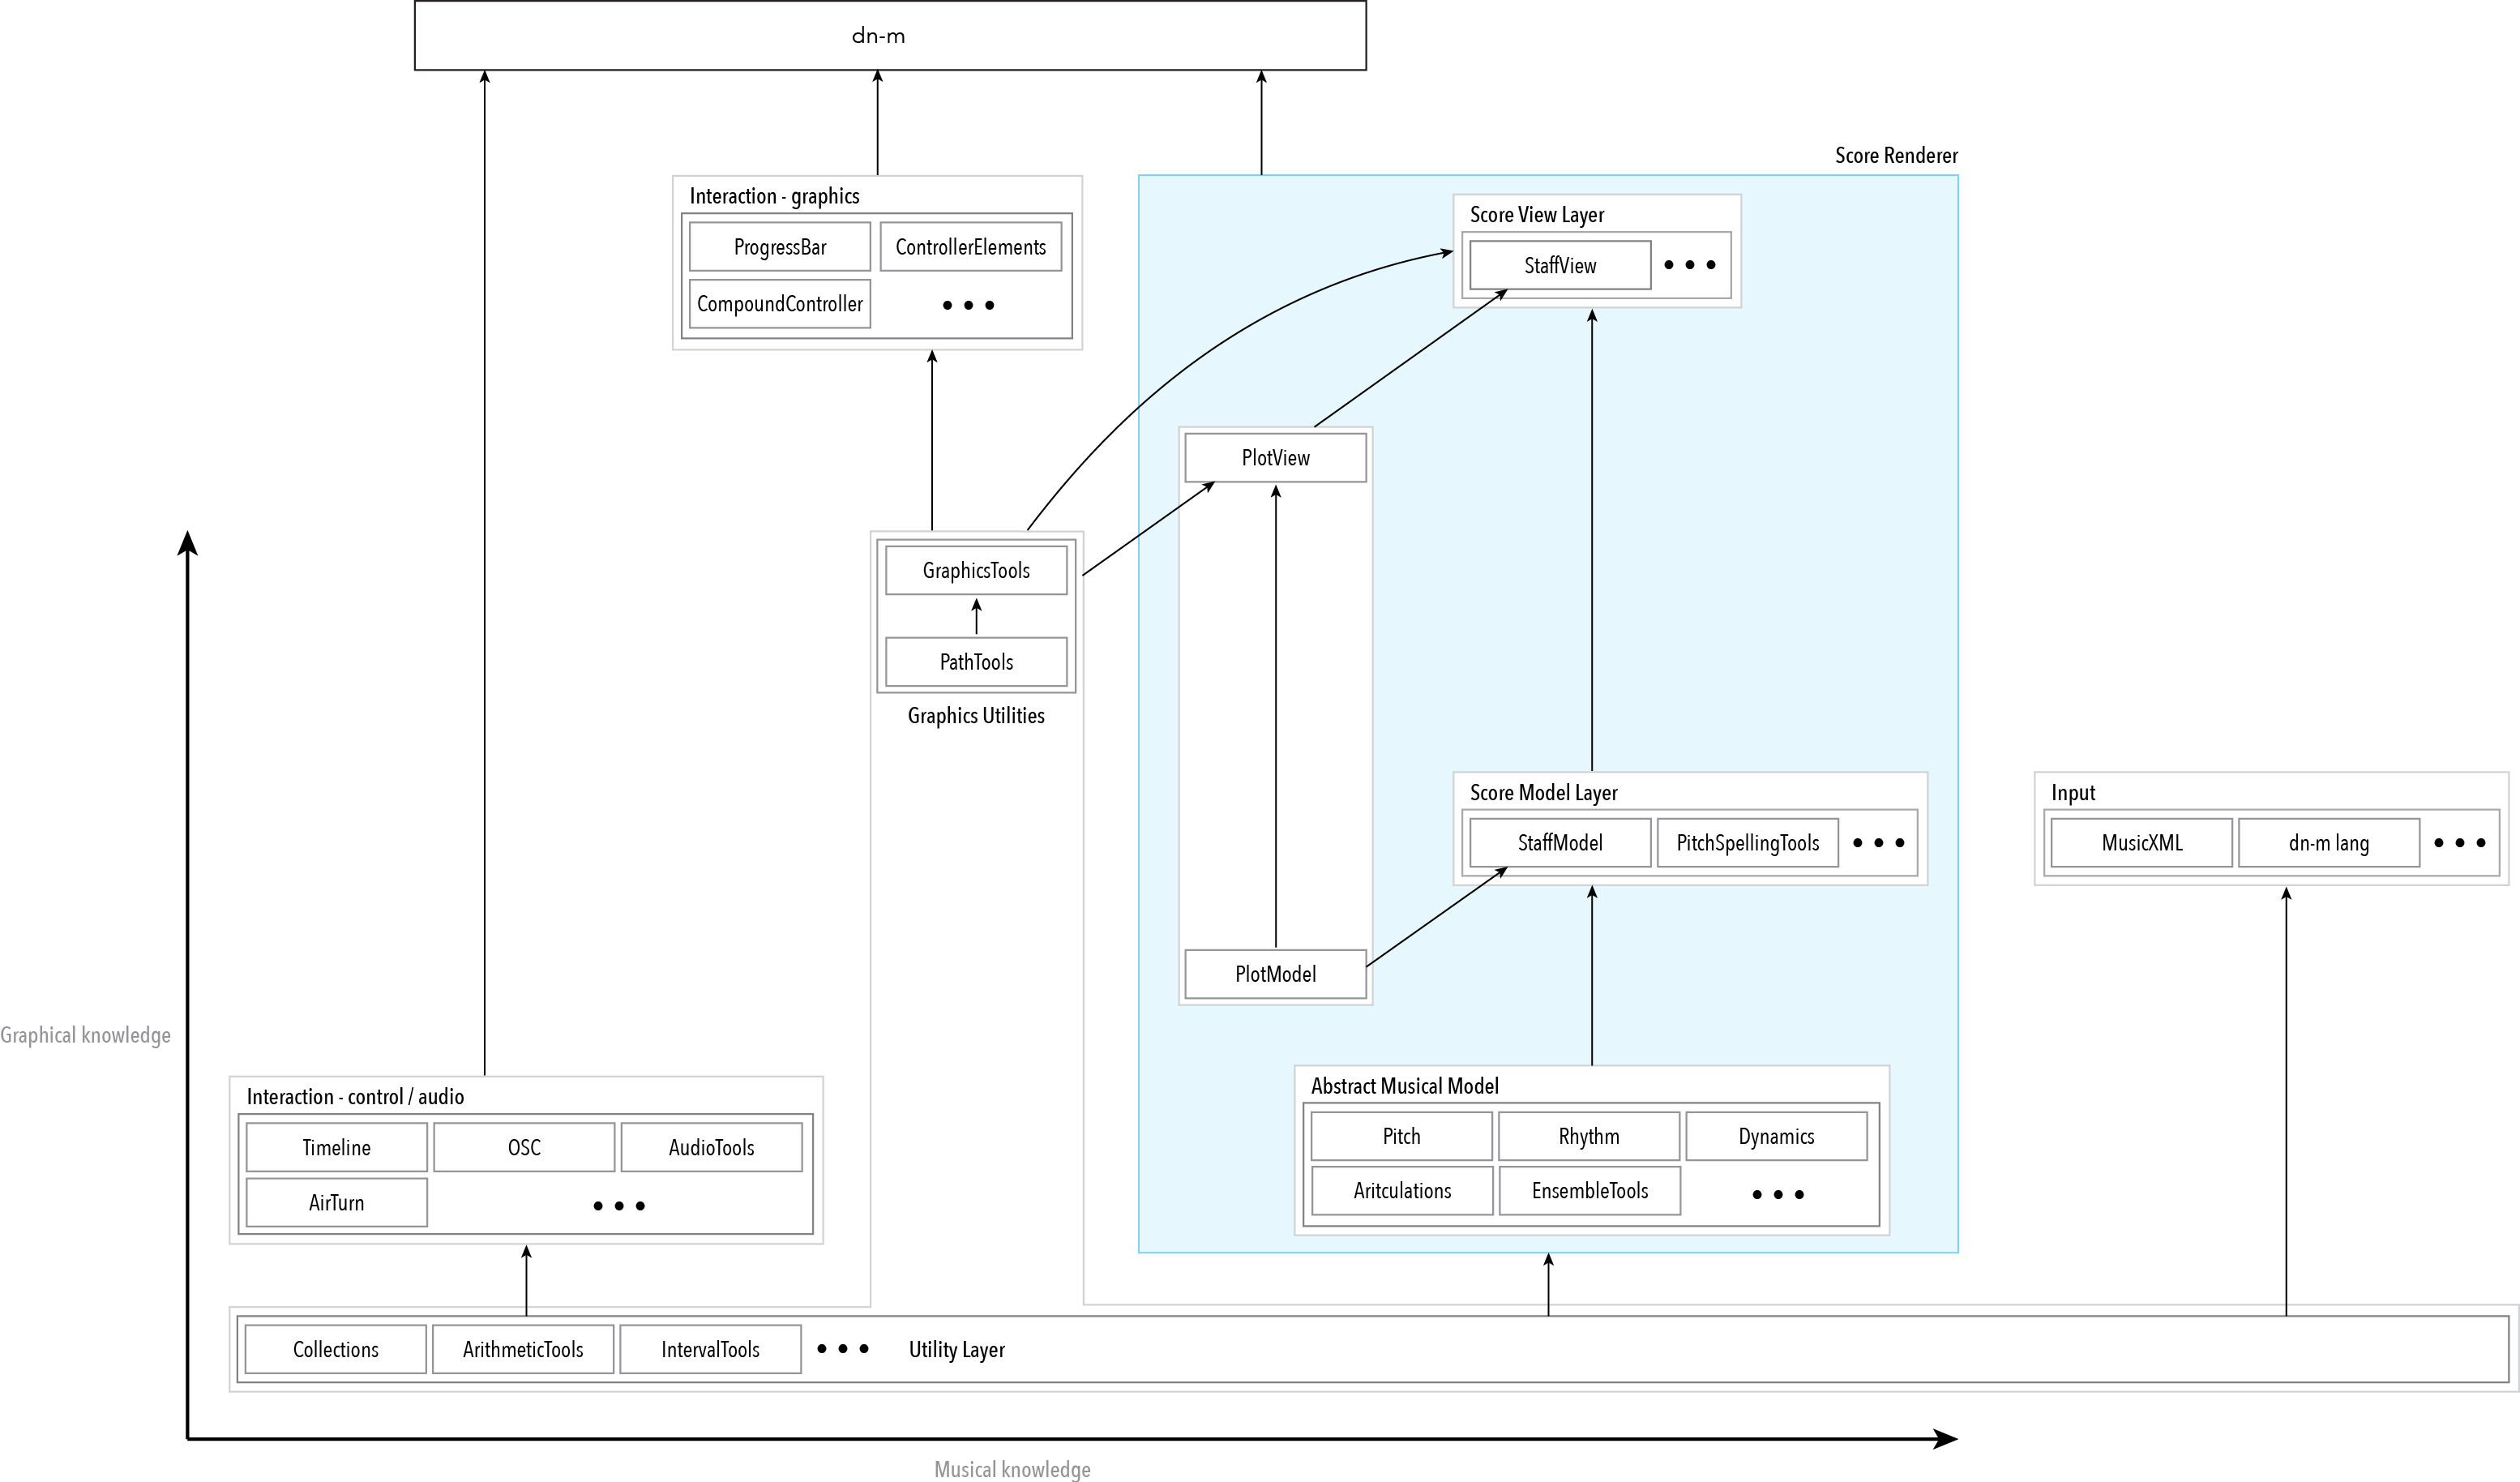 dn-m
Score Renderer
Interaction - graphics
ProgressBar
ControllerElements
CompoundController
Score View Layer
StaffView
PlotView
GraphicsTools
PathTools
Graphics Utilities
Score Model Layer
StaffModel
PitchSpellingTools
Input
MusicXML
dn-m lang
PlotModel
Graphical knowledge
Interaction - control / audio
Timeline
OSC
AudioTools
AirTurn
Abstract Musical Model
Pitch
Rhythm
Dynamics
Aritculations
EnsembleTools
Collections
ArithmeticTools
IntervalTools
Utility Layer
Musical knowledge